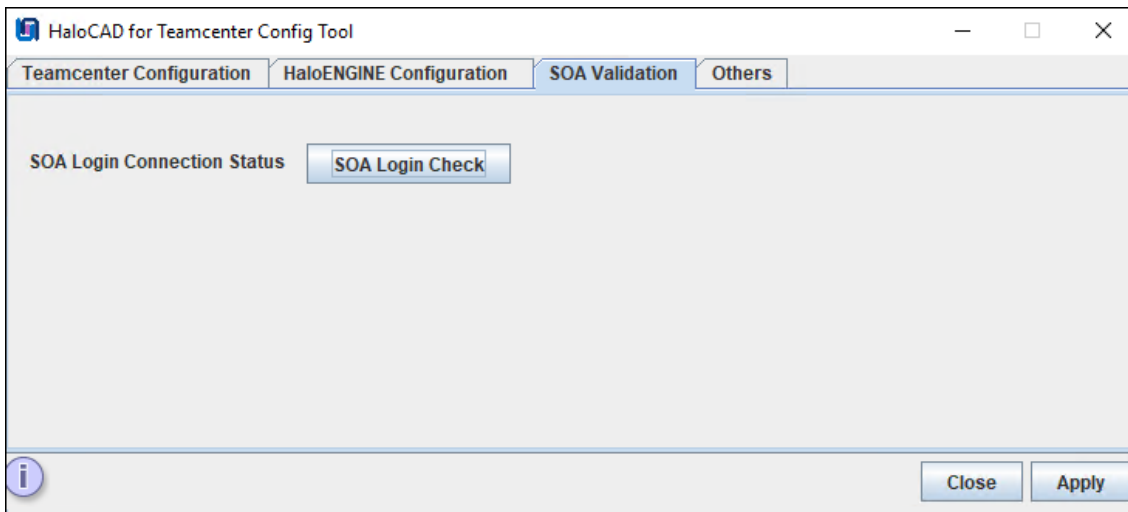 HaloCAD for Teamcenter Config Tool
Teamcenter Configuration HaloENGINE Configuration SOA Validation Others
SOA Login Connection Status SOA Login Check
i
Close Apply